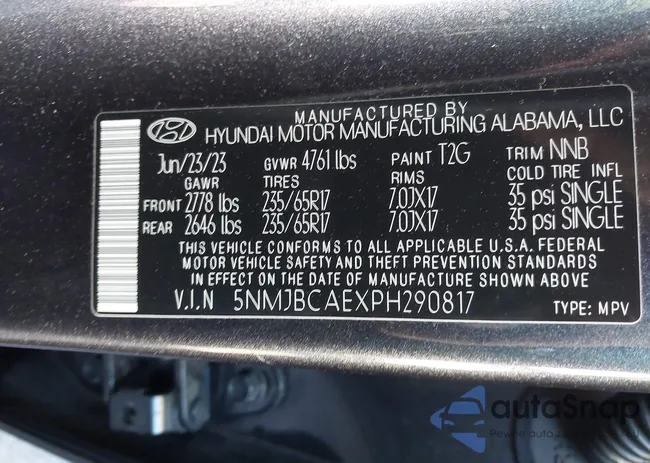 MANUFACTURED BY
HYUNDAI MOTOR MANUFACTURING ALABAMA, LLC
Jun/23/23 GVWR 4761 lbs PAINT T2G TRIM NNB
GAWR TIRES RIMS COLD TIRE INFL
FRONT 2778 lbs 235/65R17 7.0JX17 35 psi SINGLE
REAR 2646 lbs 235/65R17 7.0JX17 35 psi SINGLE
THIS VEHICLE CONFORMS TO ALL APPLICABLE U.S.A. FEDERAL
MOTOR VEHICLE SAFETY AND THEFT PREVENTION STANDARDS
IN EFFECT ON THE DATE OF MANUFACTURE SHOWN ABOVE
V.I.N 5NMJBCAEXPH290817 TYPE: MPV
autoSnap
Pewne auto